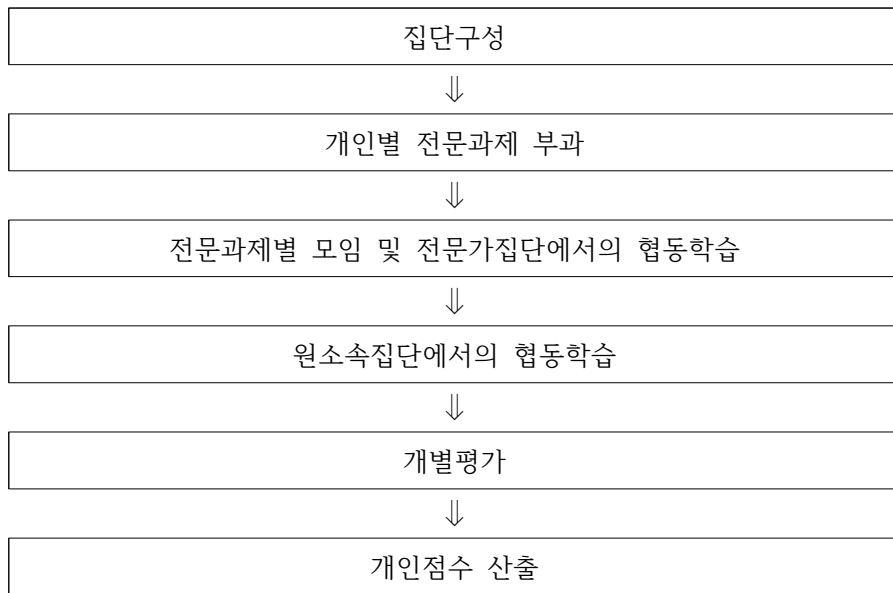 집단구성
⇓
개인별 전문과제 부과
⇓
전문과제별 모임 및 전문가집단에서의 협동학습
⇓
원소속집단에서의 협동학습
⇓
개별평가
⇓
개인점수 산출